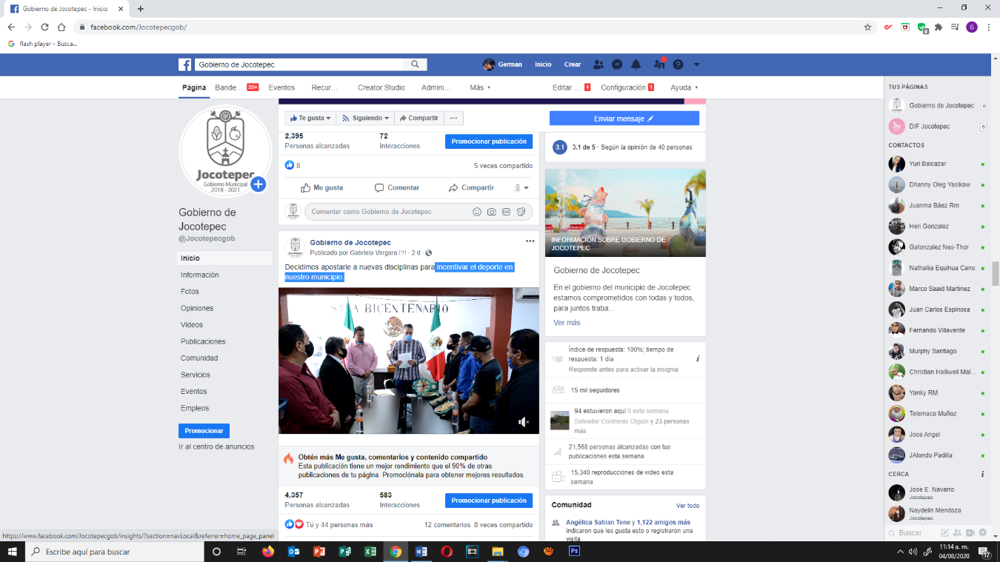 Gobierno de Jocotepec - Inicio
facebook.com/Jocotepecgob/
flash player - Busca...
Gobierno de Jocotepec
German
Inicio
Crear
Página
Bande...
20+
Eventos
Recur...
Creator Studio
Admini...
Más
Editar ...
1
Configuración
1
Ayuda
Jocotepec
Gobierno Municipal
2018 - 2021
Gobierno de
Jocotepec
@Jocotepecgob
Inicio
Información
Fotos
Opiniones
Videos
Publicaciones
Comunidad
Servicios
Eventos
Empleos
Promocionar
Ir al centro de anuncios
Te gusta
Siguiendo
Compartir
Enviar mensaje
2,395
Personas alcanzadas
72
Interacciones
Promocionar publicación
8
5 veces compartido
Me gusta
Comentar
Compartir
Comentar como Gobierno de Jocotepec
GIF
Gobierno de Jocotepec
Publicado por Gabriela Vergara [?] · 2 d ·
Decidimos apostarle a nuevas disciplinas para incentivar el deporte en
nuestro municipio
SALA BICENTENARIO
Obtén más Me gusta, comentarios y contenido compartido
Esta publicación tiene un mejor rendimiento que el 90% de otras
publicaciones de tu página. Promociónala para obtener mejores resultados.
4,357
Personas alcanzadas
583
Interacciones
Promocionar publicación
Tú y 44 personas más
12 comentarios
8 veces compartido
3.1
3.1 de 5 · Según la opinión de 40 personas
INFORMACIÓN SOBRE GOBIERNO DE
JOCOTEPEC
Gobierno de Jocotepec
En el gobierno del municipio de Jocotepec
estamos comprometidos con todas y todos,
para juntos traba...
Ver más
Índice de respuesta: 100%; tiempo de
respuesta: 1 día
Responde antes para activar la insignia
15 mil seguidores
94 estuvieron aquí 0 esta semana
Salvador Contreras Olguín y 23 personas
más
21,568 personas alcanzadas con tus
publicaciones esta semana
15,340 reproducciones de video esta
semana
Comunidad
Ver todo
Angélica Sahian Tene y 1,122 amigos más
indicaron que les gusta esto o registraron una
visita
TUS PÁGINAS
Gobierno de Jocotepec
9
DIF Jocotepec
6
CONTACTOS
Yuri Balcazar
Dhanny Oleg Yasikow
Juanma Báez Rm
Heri Gonzalez
Gatonzalez Nes-Thor
Nathaliia Equihua Cano
Marco Saaid Martinez
Juan Carlos Espinosa
Fernando Villaverde
Murphy Santiago
Christian Halliwell Mal...
Yanky RM
Telemaco Muñoz
Jose Angel
JAlondo Padilla
CERCA
Jose E. Navarro
Jocotepec
Naydelin Mendoza
Jocotepec
Buscar
https://www.facebook.com/Jocotepecgob/insights/?section=navLocal&referrer=home_page_panel
Escribe aquí para buscar
11:14 a. m.
04/08/2020
17